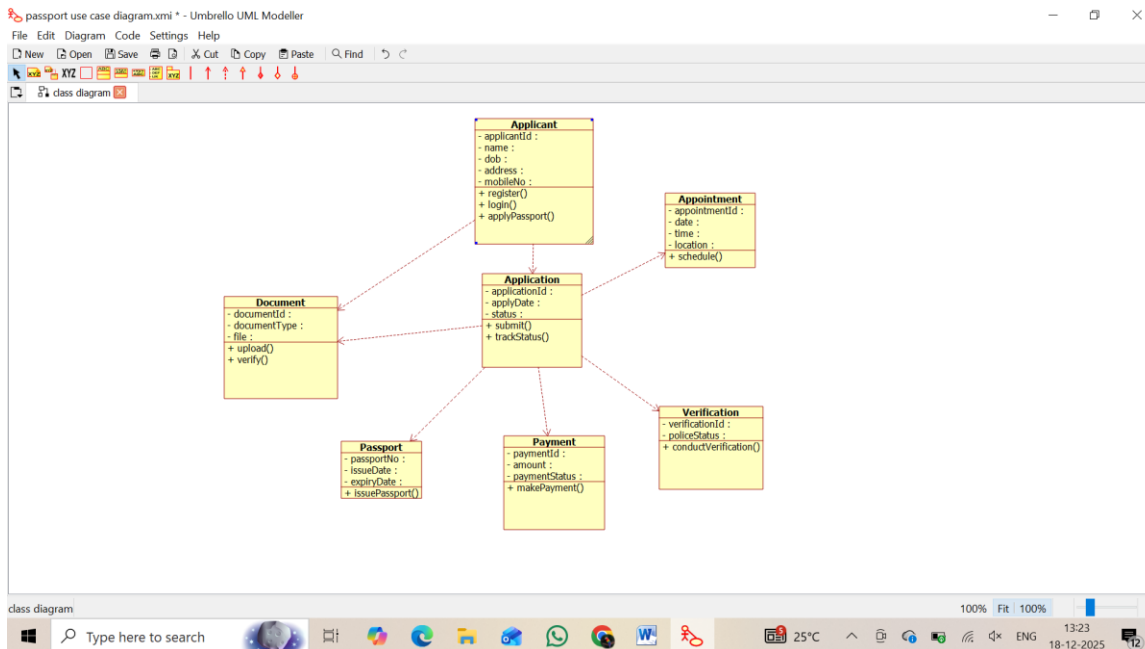 passport use case diagram.xmi * - Umbrello UML Modeller
File Edit Diagram Code Settings Help
New Open Save Cut Copy Paste Find
XYZ
class diagram
Applicant
- applicantId :
- name :
- dob :
- address :
- mobileNo :
+ register()
+ login()
+ applyPassport()
Appointment
- appointmentId :
- date :
- time :
- location :
+ schedule()
Application
- applicationId :
- applyDate :
- status :
+ submit()
+ trackStatus()
Document
- documentId :
- documentType :
- file :
+ upload()
+ verify()
Verification
- verificationId :
- policeStatus :
+ conductVerification()
Passport
- passportNo :
- issueDate :
- expiryDate :
+ issuePassport()
Payment
- paymentId :
- amount :
- paymentStatus :
+ makePayment()
class diagram 100% Fit 100%
Type here to search 25°C ENG 13:23
18-12-2025 12